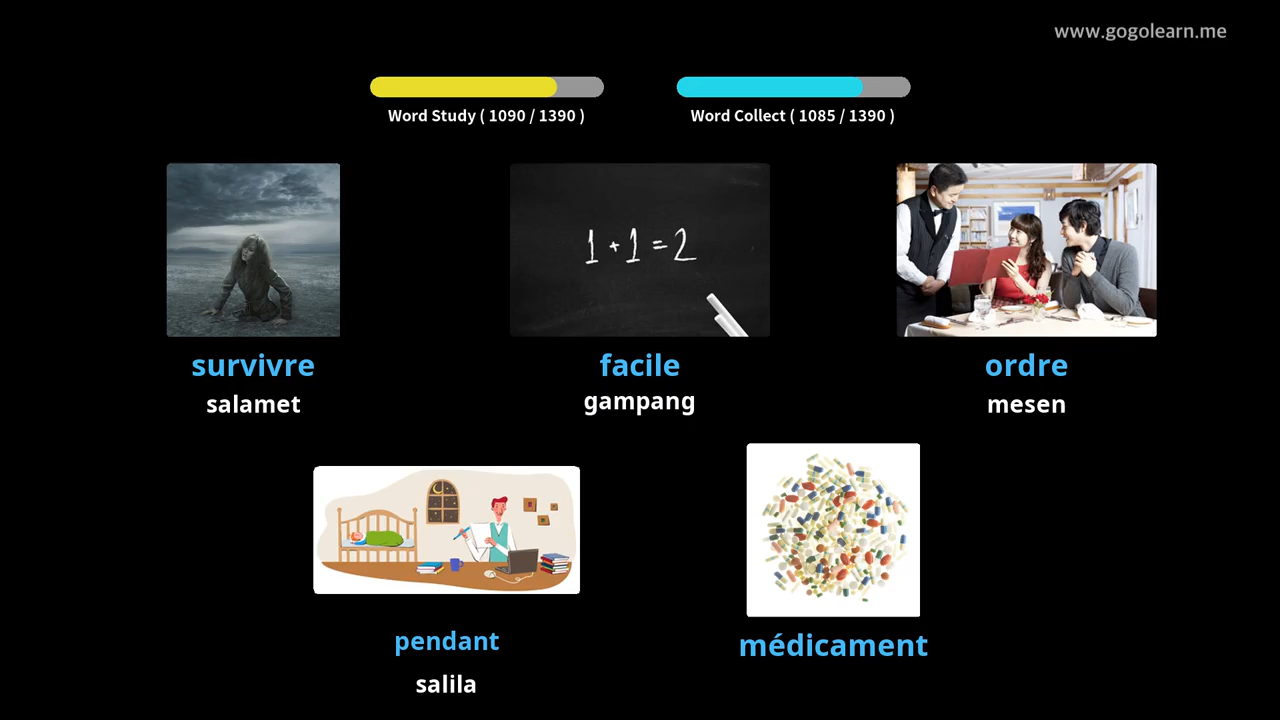 www.gogolearn.me
Word Study ( 1090 / 1390 )
Word Collect ( 1085 / 1390 )
1 + 1 = 2
survivre
salamet
facile
gampang
ordre
mesen
pendant
salila
médicament